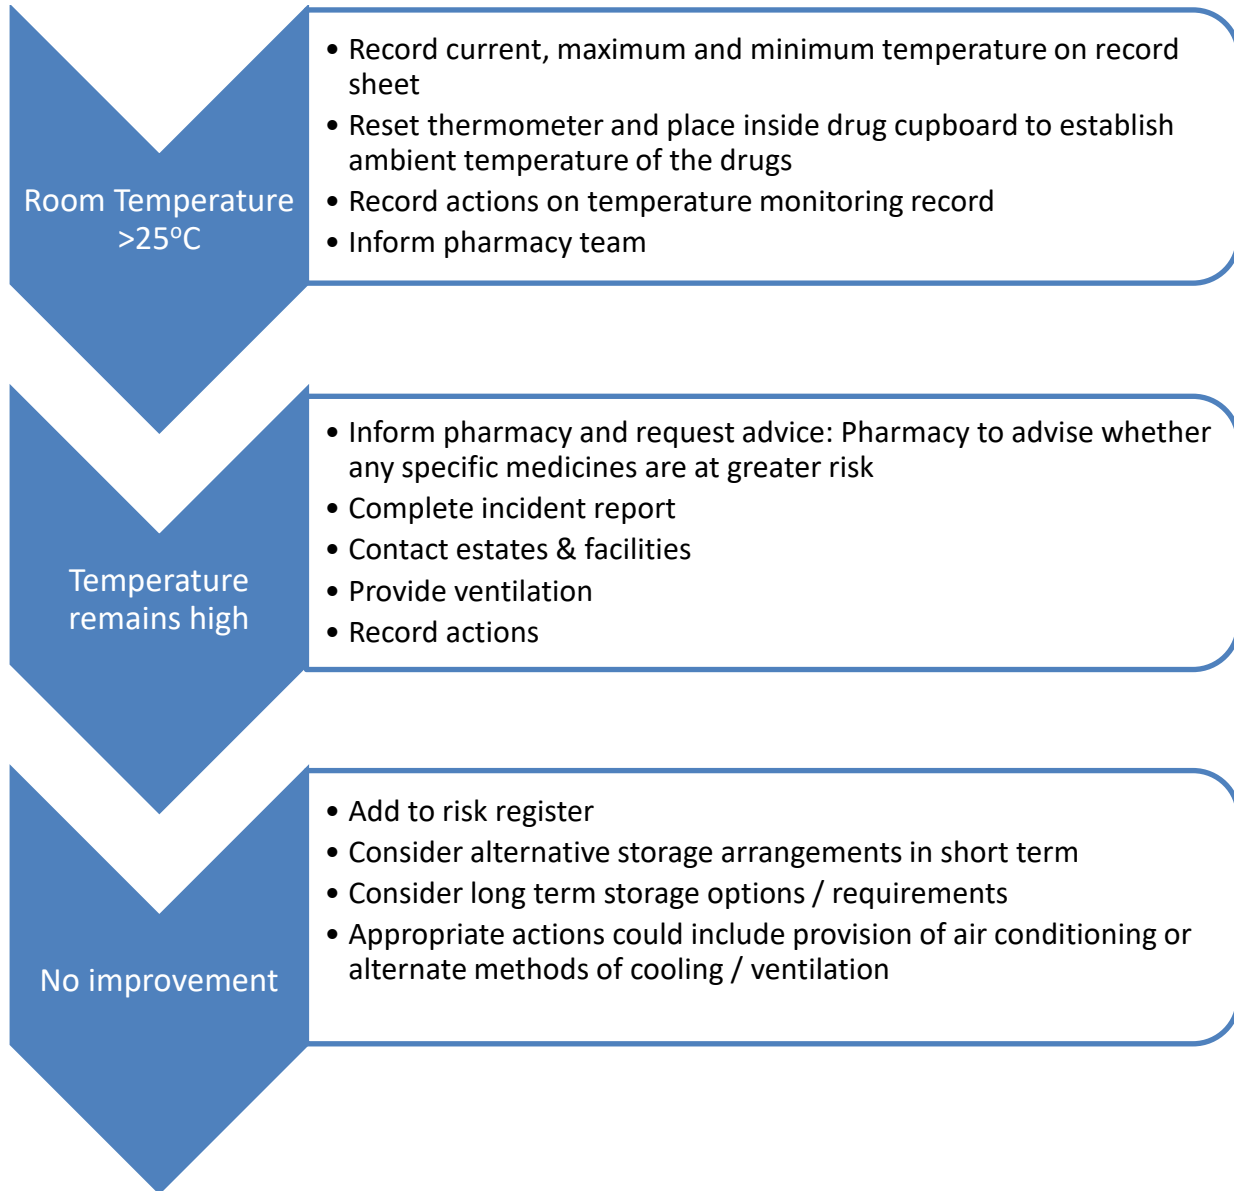 Room Temperature
>25°C
• Record current, maximum and minimum temperature on record
sheet
• Reset thermometer and place inside drug cupboard to establish
ambient temperature of the drugs
• Record actions on temperature monitoring record
• Inform pharmacy team
Temperature
remains high
• Inform pharmacy and request advice: Pharmacy to advise whether
any specific medicines are at greater risk
• Complete incident report
• Contact estates & facilities
• Provide ventilation
• Record actions
No improvement
• Add to risk register
• Consider alternative storage arrangements in short term
• Consider long term storage options / requirements
• Appropriate actions could include provision of air conditioning or
alternate methods of cooling / ventilation